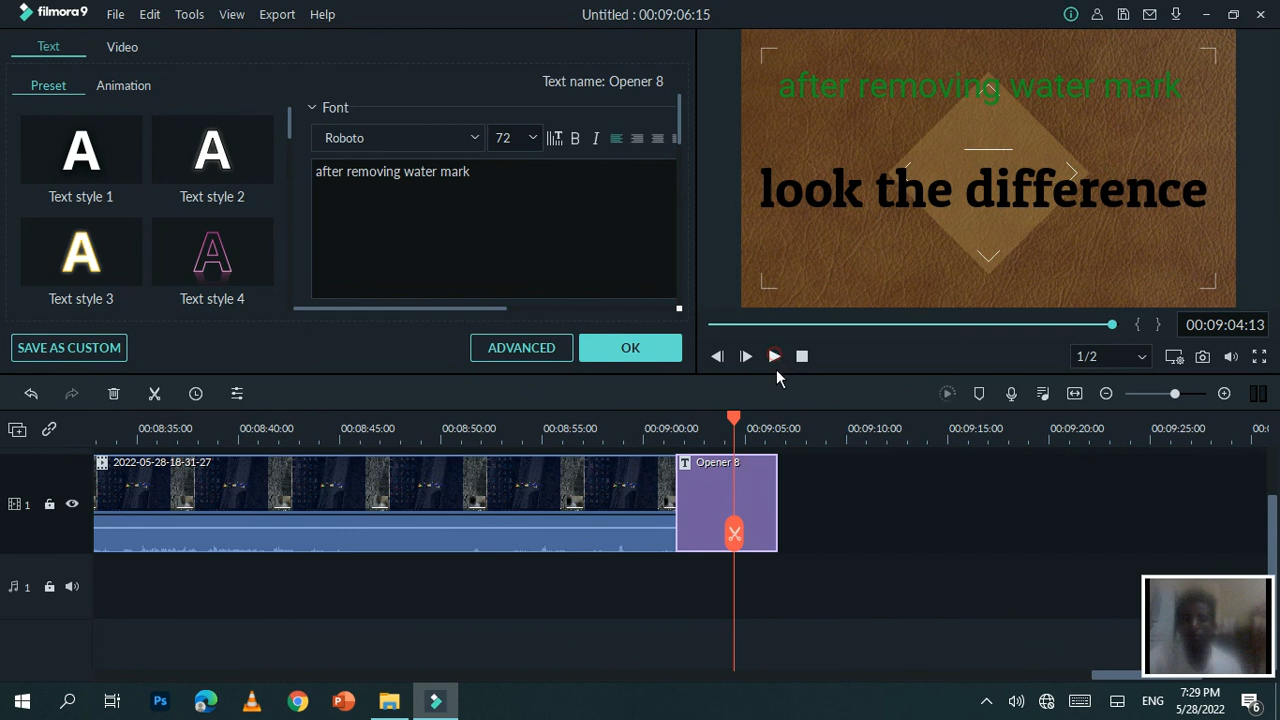 filmora9 File Edit Tools View Export Help Untitled : 00:09:06:15
Text Video
Preset Animation
Text name: Opener 8
Font
Roboto 72 B I
after removing water mark
A Text style 1
A Text style 2
A Text style 3
A Text style 4
SAVE AS CUSTOM ADVANCED OK
after removing water mark
look the difference
{ } 00:09:04:13
1/2
00:08:35:00 00:08:40:00 00:08:45:00 00:08:50:00 00:08:55:00 00:09:00:00 00:09:05:00 00:09:10:00 00:09:15:00 00:09:20:00 00:09:25:00 00:0
1
2022-05-28-18-31-27
T Opener 8
1
Ps
ENG
7:29 PM
5/28/2022
6